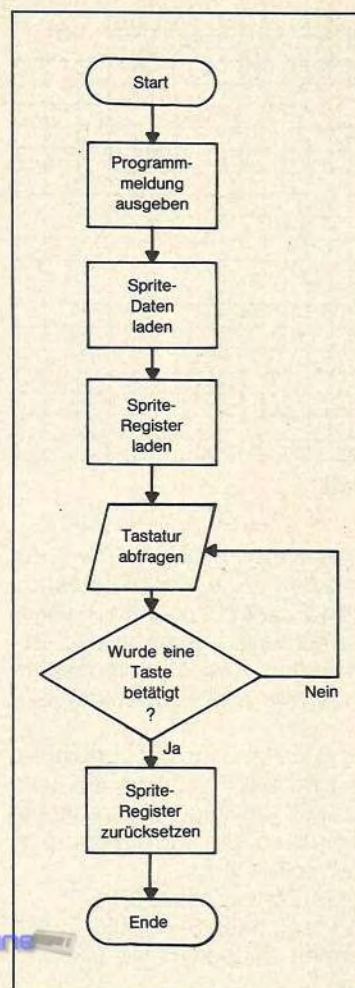 Start
Programm-
meldung
ausgeben
Sprite-
Daten
laden
Sprite-
Register
laden
Tastatur
abfragen
Wurde eine
Taste
betätigt
?
Nein
Ja
Sprite-
Register
zurücksetzen
Ende